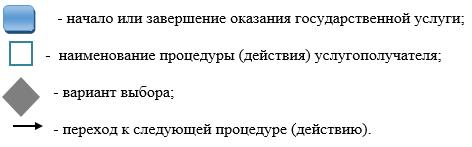 - начало или завершение оказания государственной услуги;
- наименование процедуры (действия) услугополучателя;
- вариант выбора;
- переход к следующей процедуре (действию).